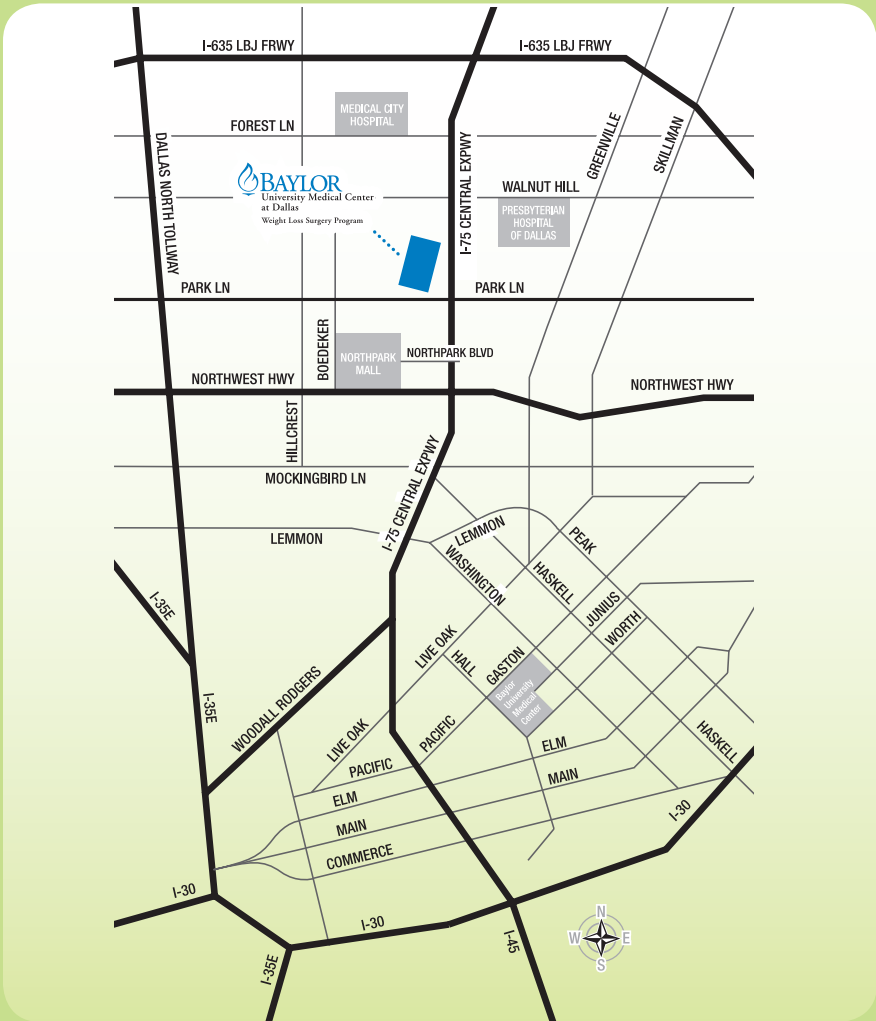 I-635 LBJ FRWY
I-635 LBJ FRWY
MEDICAL CITY
HOSPITAL
FOREST LN
DALLAS NORTH TOLLWAY
I-75 CENTRAL EXPWY
GREENVILLE
SKILLMAN
BAYLOR
University Medical Center
at Dallas
Weight Loss Surgery Program
WALNUT HILL
PRESBYTERIAN
HOSPITAL
OF DALLAS
PARK LN
PARK LN
BOEDEKER
NORTHPARK
MALL
NORTHPARK BLVD
NORTHWEST HWY
NORTHWEST HWY
HILLCREST
MOCKINGBIRD LN
I-75 CENTRAL EXPWY
LEMMON
LEMMON
PEAK
WASHINGTON
HASKELL
I-35E
JUNIUS
WORTH
LIVE OAK
HALL
GASTON
Baylor
University
Medical
Center
I-35E
WOODALL RODGERS
LIVE OAK
PACIFIC
HASKELL
ELM
PACIFIC
MAIN
ELM
I-30
MAIN
COMMERCE
I-30
I-30
I-35E
I-45
N
W
E
S